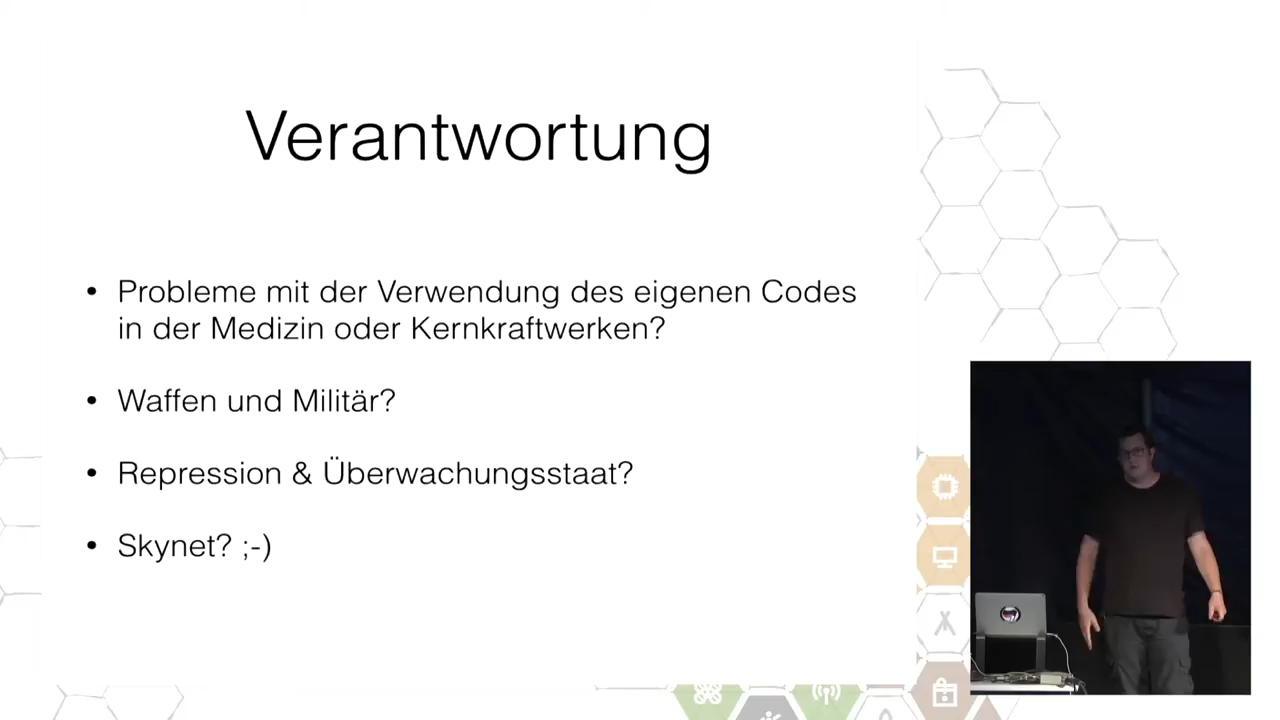 Verantwortung
• Probleme mit der Verwendung des eigenen Codes
in der Medizin oder Kernkraftwerken?
• Waffen und Militär?
• Repression & Überwachungsstaat?
• Skynet? ;-)